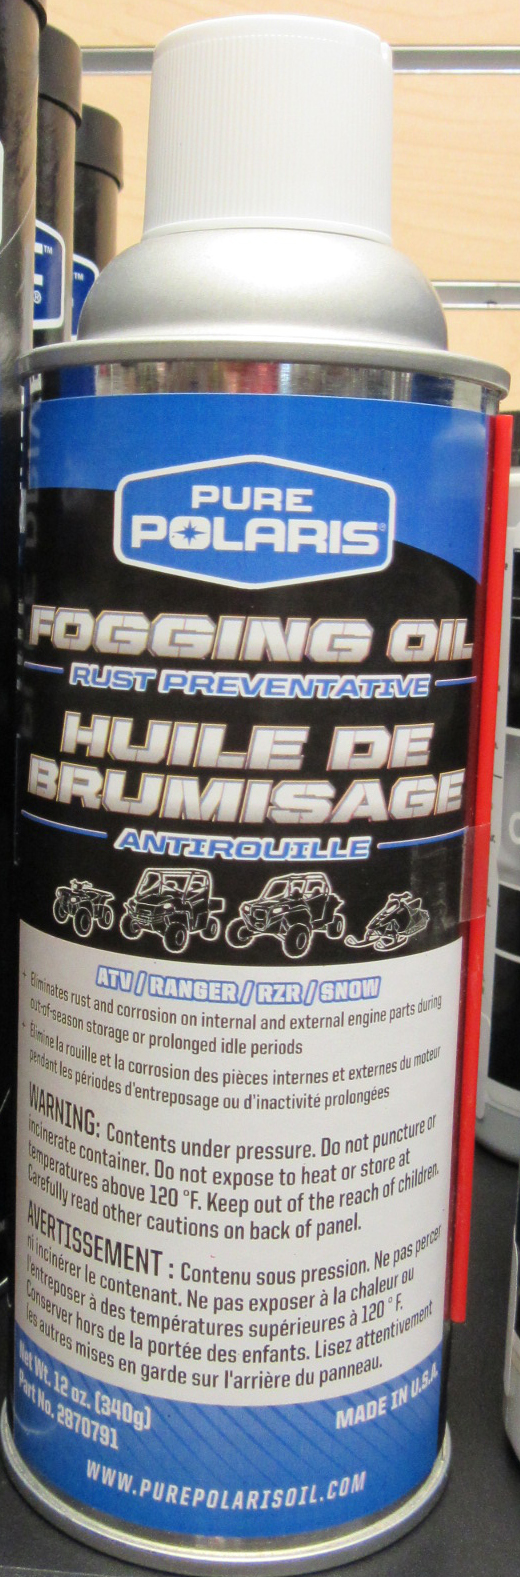 PURE
POLARIS®
FOGGING OIL
RUST PREVENTATIVE
HUILE DE
BRUMISAGE
ANTIROUILLE
ATV / RANGER / RZR / SNOW
+ Eliminates rust and corrosion on internal and external engine parts during
out-of-season storage or prolonged idle periods
+ Élimine la rouille et la corrosion des pièces internes et externes du moteur
pendant les périodes d'entreposage ou d'inactivité prolongées
WARNING: Contents under pressure. Do not puncture or
incinerate container. Do not expose to heat or store at
temperatures above 120 °F. Keep out of the reach of children.
Carefully read other cautions on back of panel.
AVERTISSEMENT : Contenu sous pression. Ne pas percer
ni incinérer le contenant. Ne pas exposer à la chaleur ou
l'entreposer à des températures supérieures à 120 °F.
Conserver hors de la portée des enfants. Lisez attentivement
les autres mises en garde sur l'arrière du panneau.
Net Wt. 12 oz. (340g)
Part No. 2870791
MADE IN U.S.A.
WWW.PUREPOLARISOIL.COM